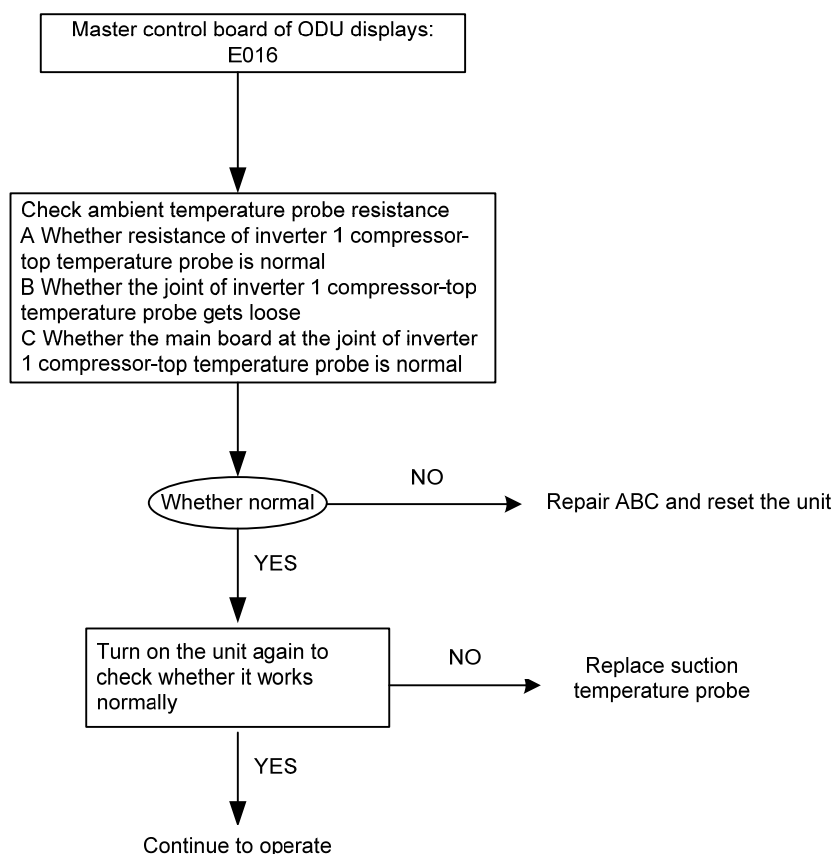 Master control board of ODU displays:
E016
Check ambient temperature probe resistance
A Whether resistance of inverter 1 compressor-
top temperature probe is normal
B Whether the joint of inverter 1 compressor-top
temperature probe gets loose
C Whether the main board at the joint of inverter
1 compressor-top temperature probe is normal
Whether normal
NO
Repair ABC and reset the unit
YES
Turn on the unit again to
check whether it works
normally
NO
Replace suction
temperature probe
YES
Continue to operate